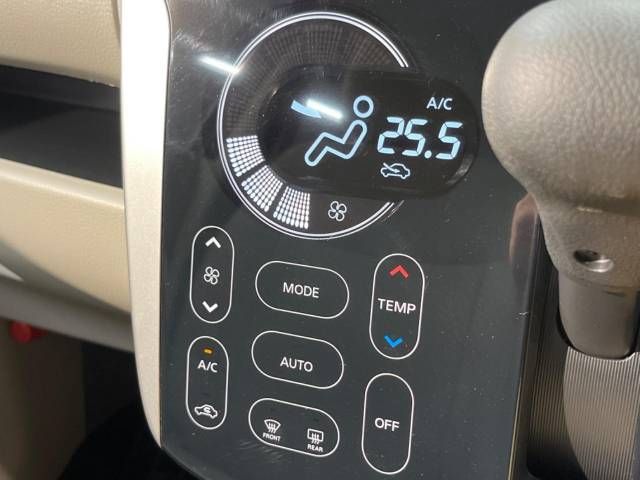 A/C
25.5
MODE
TEMP
AUTO
A/C
OFF
FRONT
REAR